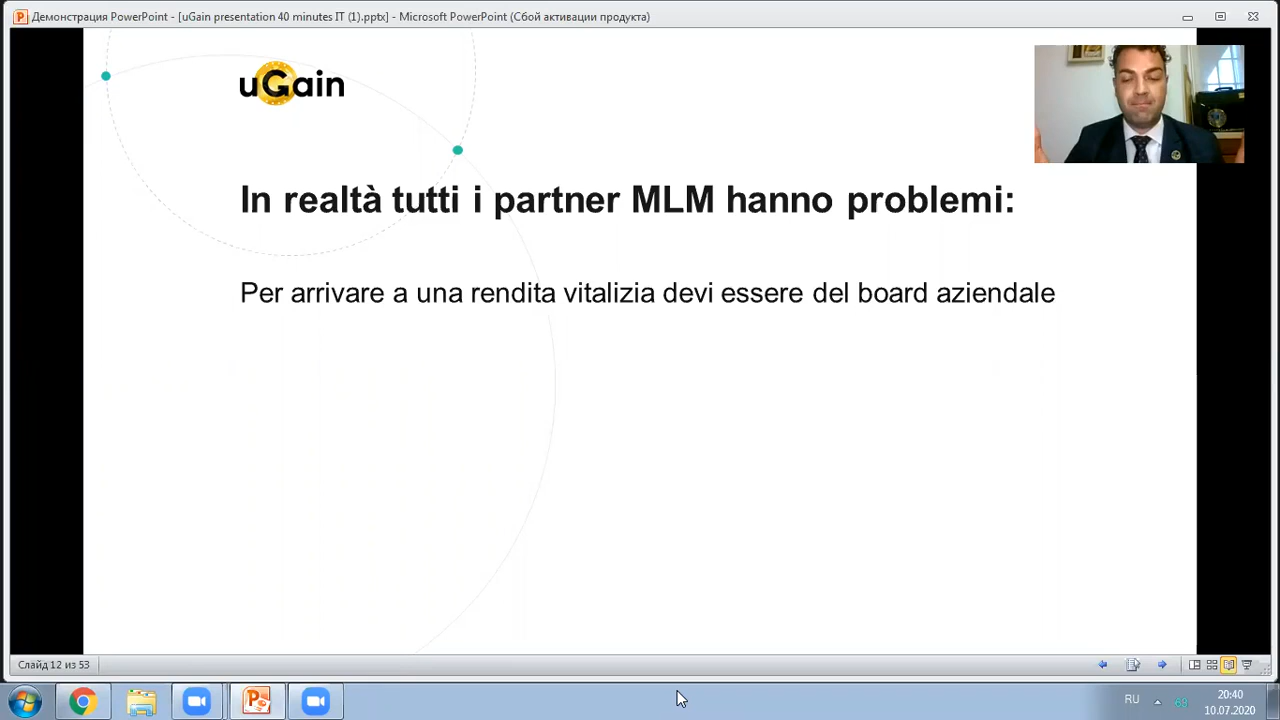 Демонстрация PowerPoint - [uGain presentation 40 minutes IT (1).pptx] - Microsoft PowerPoint (Сбой активации продукта)
uGain
In realtà tutti i partner MLM hanno problemi:
Per arrivare a una rendita vitalizia devi essere del board aziendale
Слайд 12 из 53
RU
20:40
10.07.2020